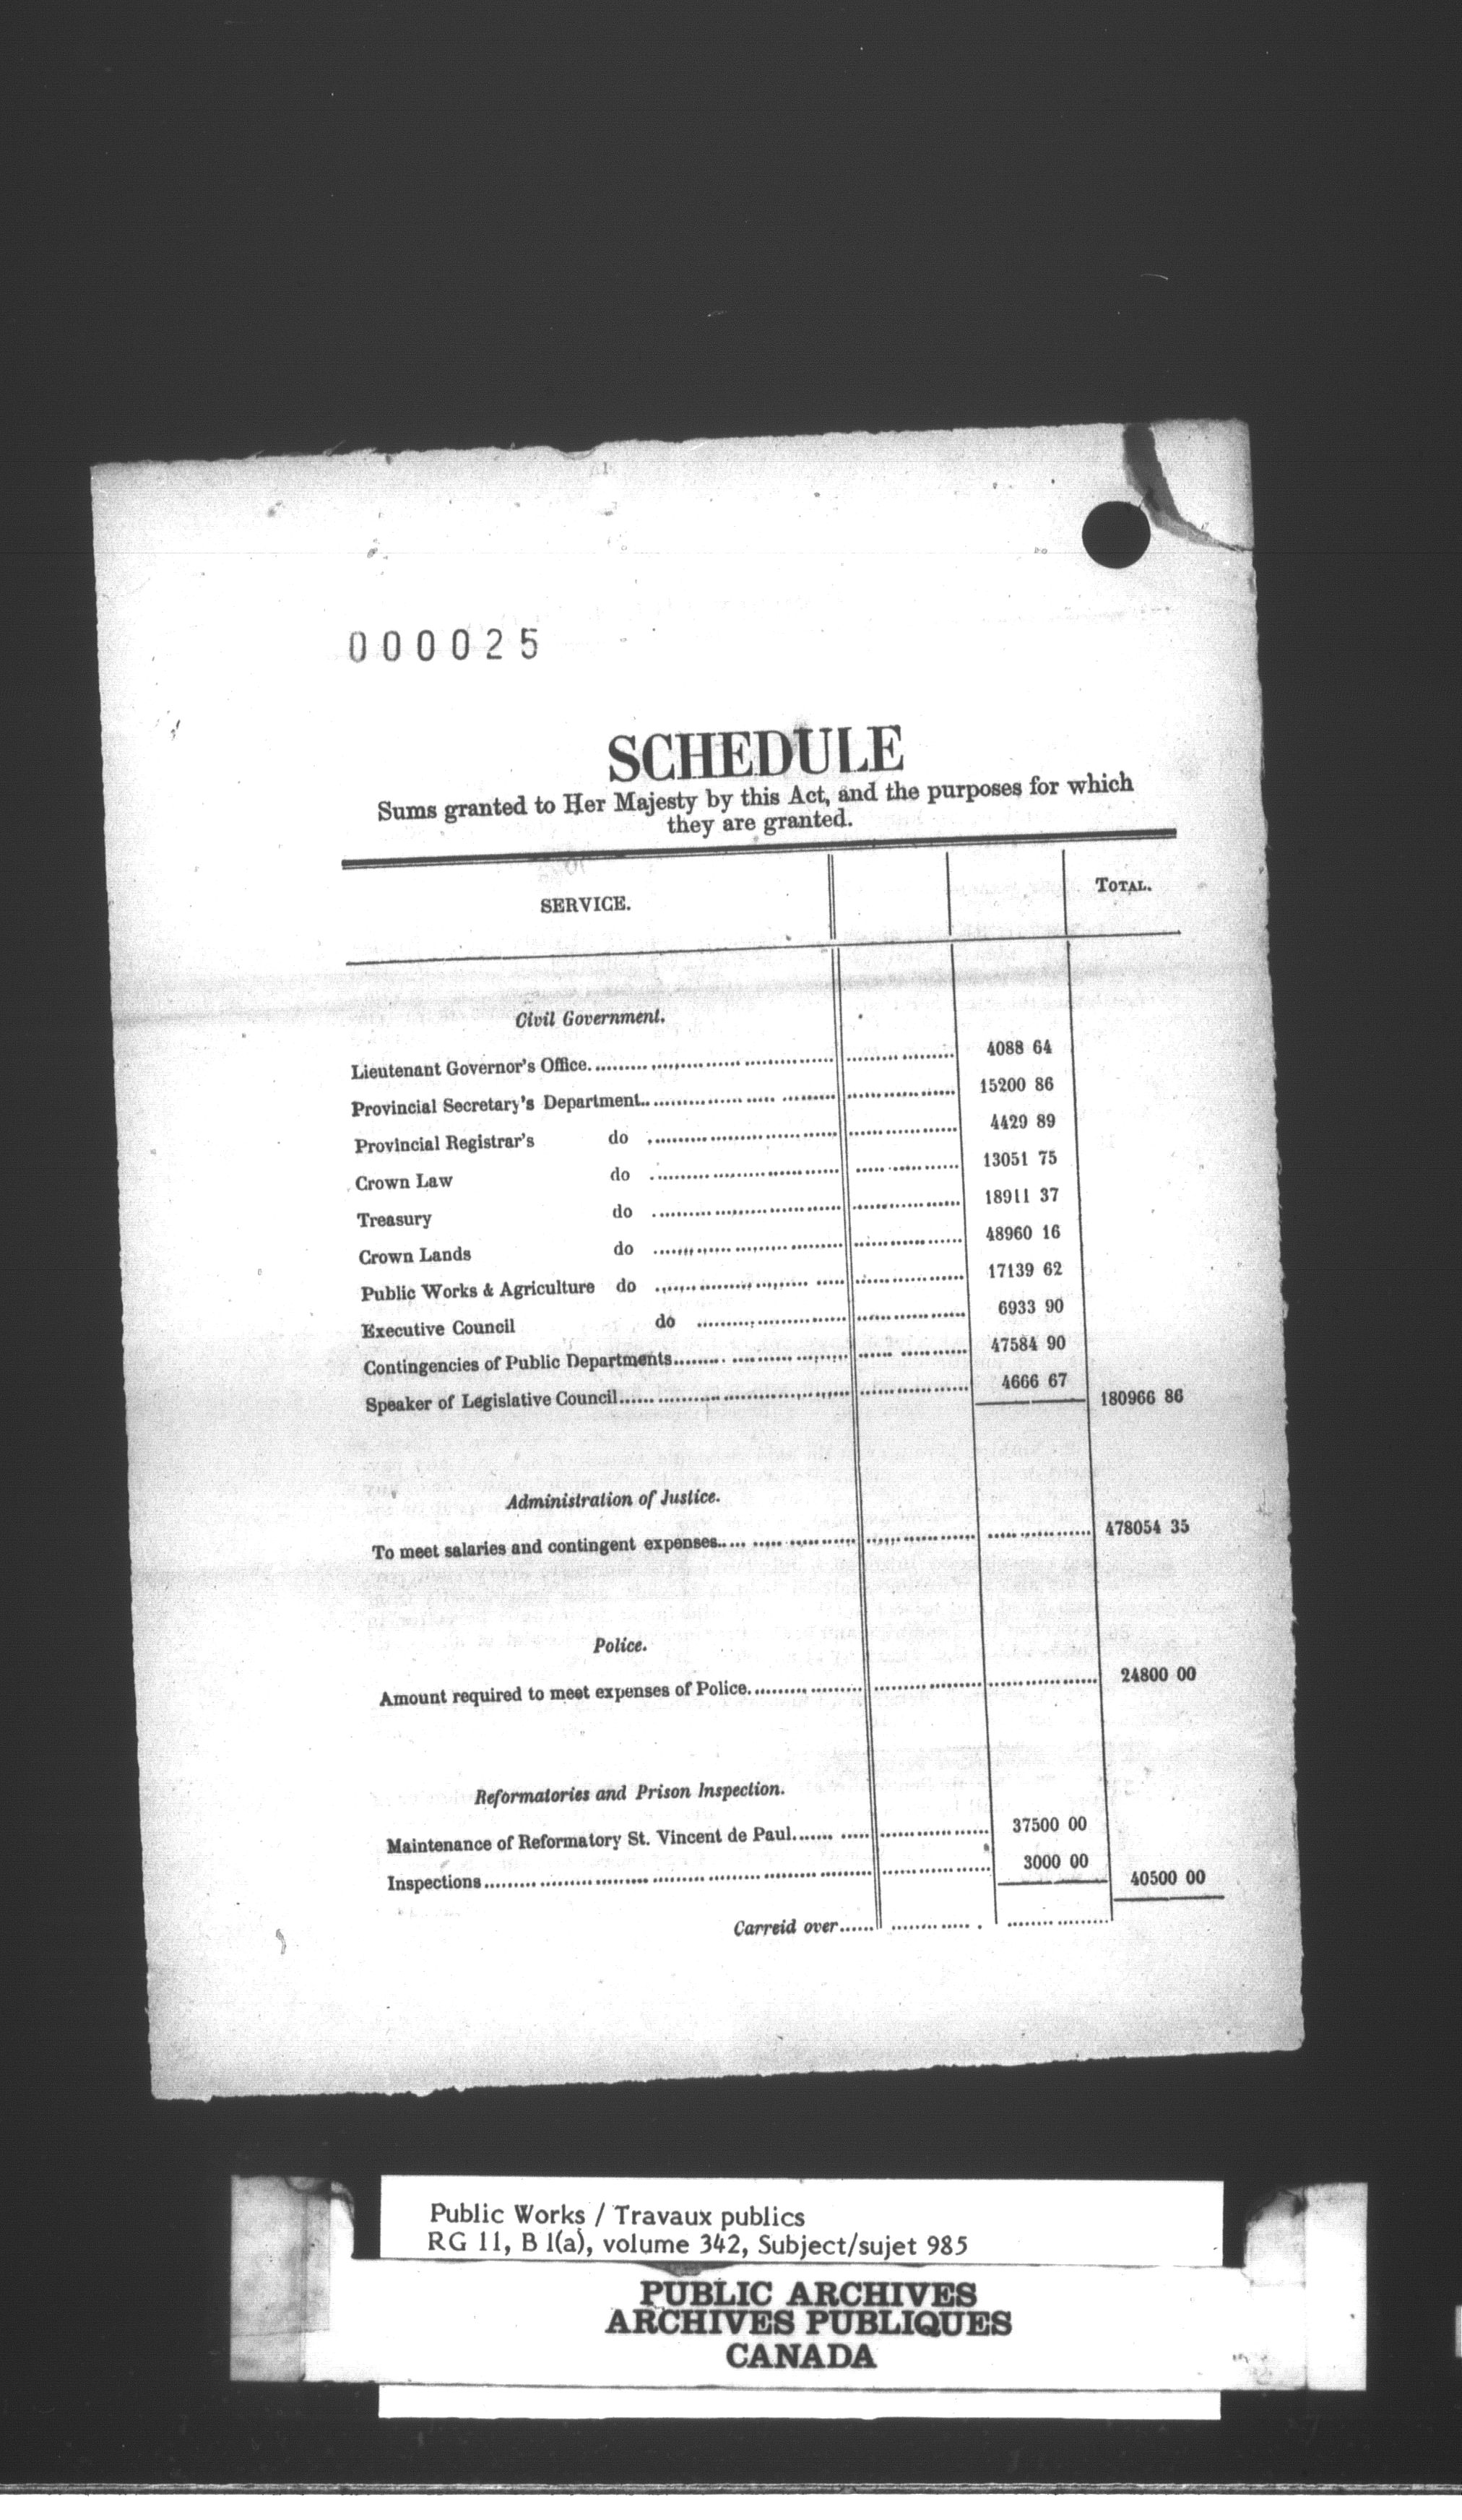 000025
SCHEDULE
Sums granted to Her Majesty by this Act, and the purposes for which
they are granted.
SERVICE. TOTAL.
Civil Government.
Lieutenant Governor's Office. 4088 64
Provincial Secretary's Department. 15200 86
Provincial Registrar's do 4429 89
Crown Law do 13051 75
Treasury do 18911 37
Crown Lands do 48960 16
Public Works & Agriculture do 17139 62
Executive Council do 6933 90
Contingencies of Public Departments 47584 90
Speaker of Legislative Council 4666 67 180966 86
Administration of Justice.
To meet salaries and contingent expenses 478054 35
Police.
Amount required to meet expenses of Police. 24800 00
Reformatories and Prison Inspection.
Maintenance of Reformatory St. Vincent de Paul. 37500 00
Inspections 3000 00 40500 00
Carreid over
Public Works / Travaux publics
RG 11, B 1(a), volume 342, Subject/sujet 985
PUBLIC ARCHIVES
ARCHIVES PUBLIQUES
CANADA